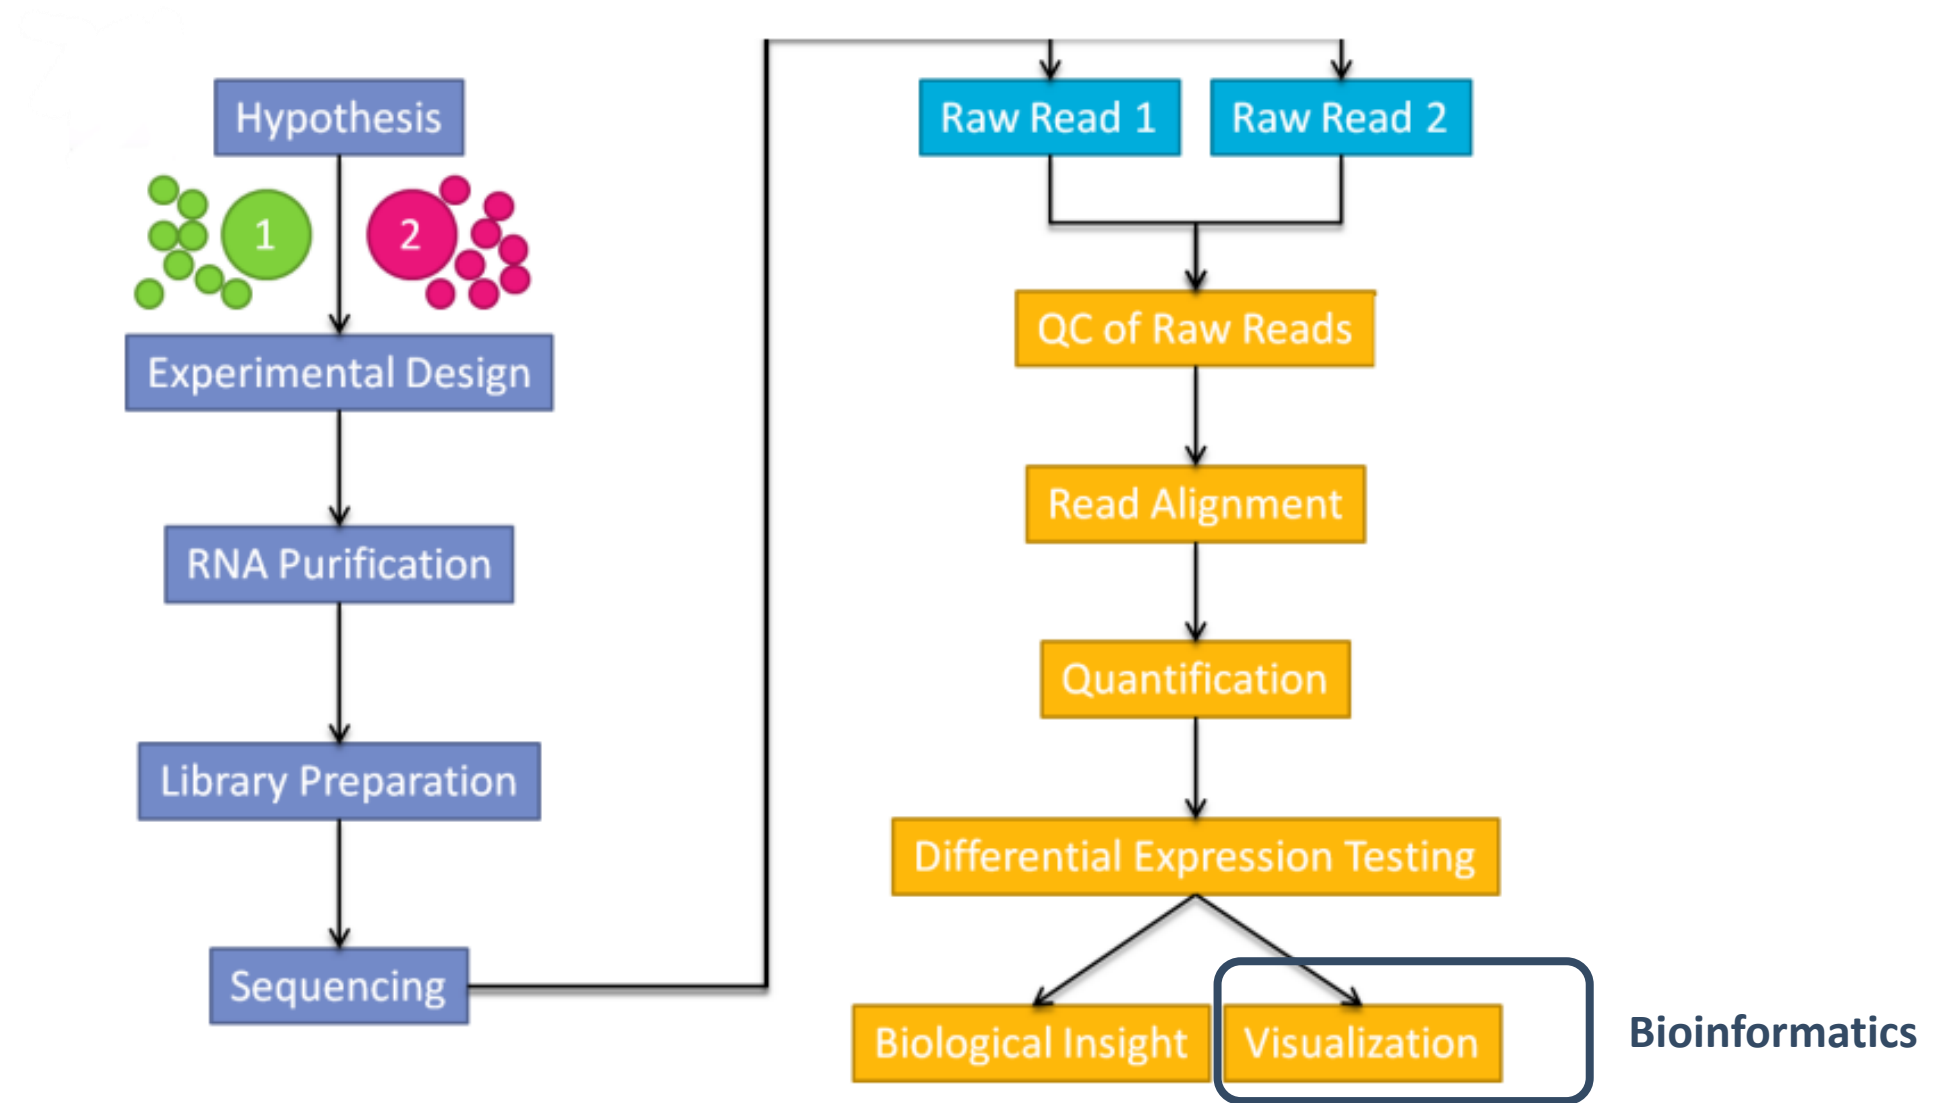 Hypothesis
1
2
Experimental Design
RNA Purification
Library Preparation
Sequencing
Raw Read 1
Raw Read 2
QC of Raw Reads
Read Alignment
Quantification
Differential Expression Testing
Biological Insight
Visualization
Bioinformatics